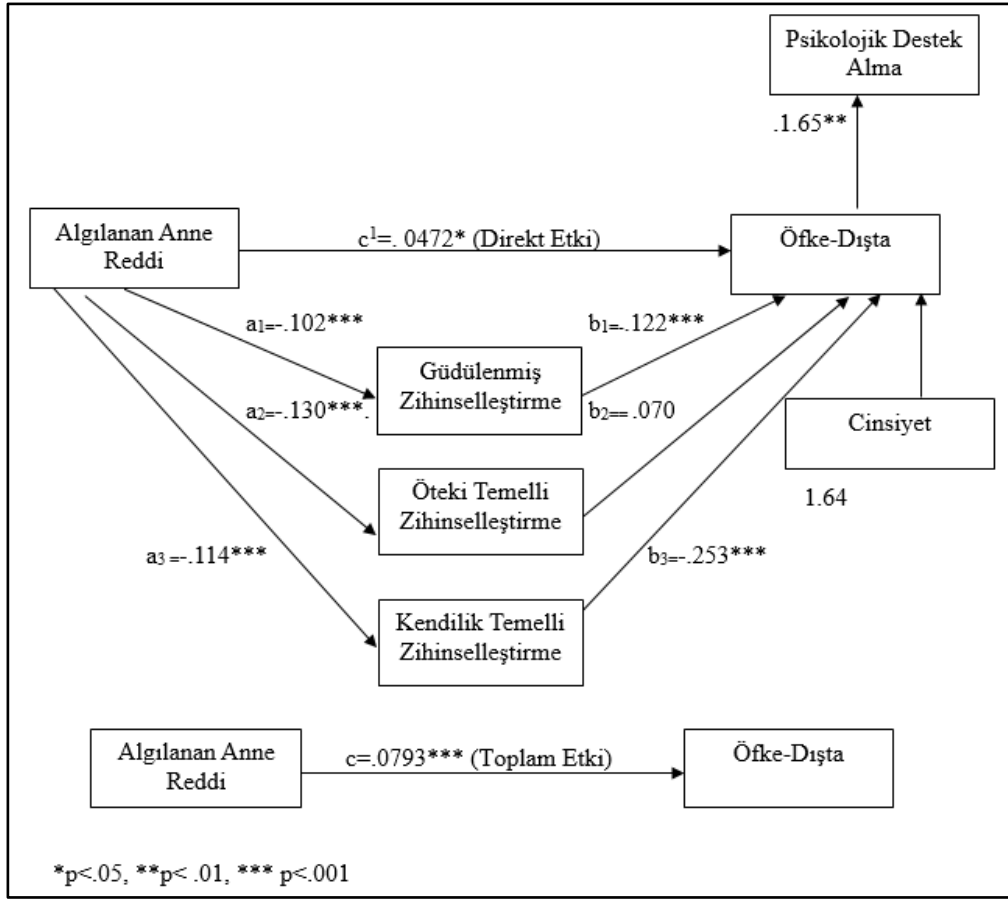 Psikolojik Destek
Alma
.1.65**
Algılanan Anne
Reddi
c1=. 0472* (Direkt Etki)
Öfke-Dışta
a1=-.102***
b1=-.122***
Güdülenmiş
Zihinselleştirme
a2=-.130***.
b2== .070
Cinsiyet
Öteki Temelli
Zihinselleştirme
1.64
a3 =-.114***
b3=-.253***
Kendilik Temelli
Zihinselleştirme
Algılanan Anne
Reddi
c=.0793*** (Toplam Etki)
Öfke-Dışta
*p<.05, **p< .01, *** p<.001